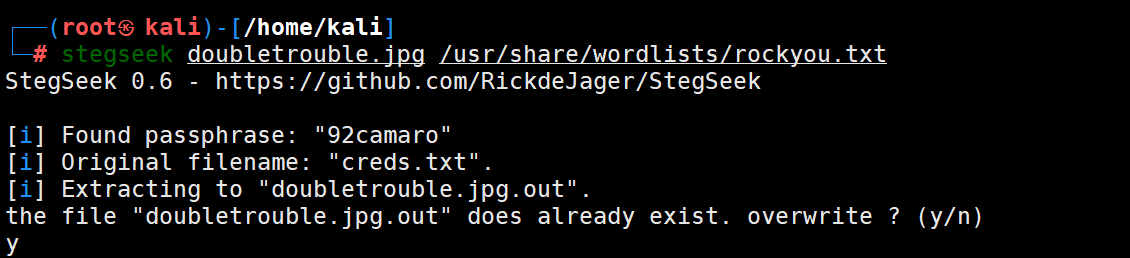 ┌──(root㉿ kali)-[/home/kali]
└─# stegseek doubletrouble.jpg /usr/share/wordlists/rockyou.txt
StegSeek 0.6 - https://github.com/RickdeJager/StegSeek
[i] Found passphrase: "92camaro"
[i] Original filename: "creds.txt".
[i] Extracting to "doubletrouble.jpg.out".
the file "doubletrouble.jpg.out" does already exist. overwrite ? (y/n)
y